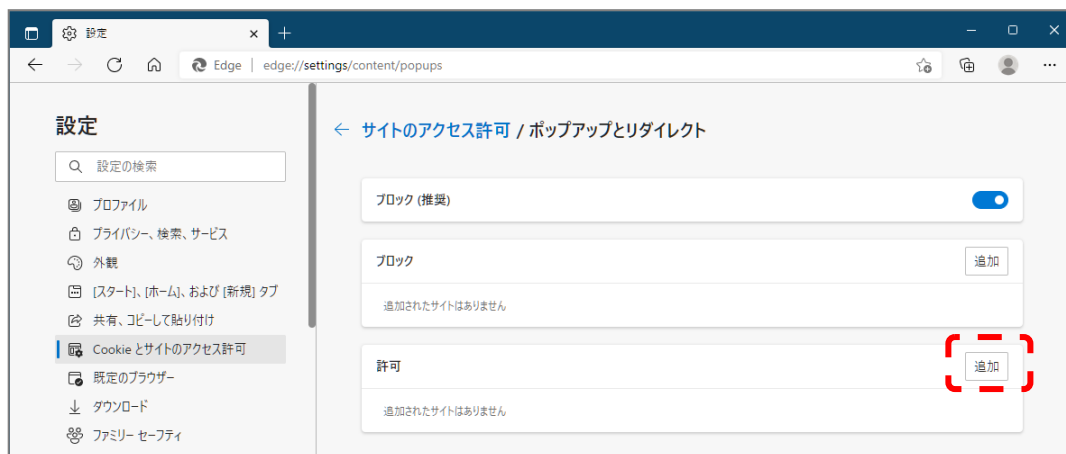 設定
Edge | edge://settings/content/popups
設定
設定の検索
プロファイル
プライバシー、検索、サービス
外観
[スタート]、[ホーム]、および [新規] タブ
共有、コピーして貼り付け
Cookie とサイトのアクセス許可
既定のブラウザー
ダウンロード
ファミリー セーフティ
サイトのアクセス許可 / ポップアップとリダイレクト
ブロック (推奨)
ブロック
追加
追加されたサイトはありません
許可
追加
追加されたサイトはありません